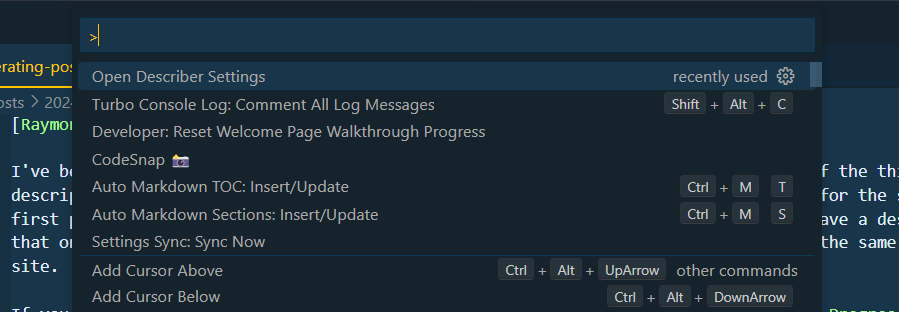 >
erating-pos
osts > 2024
Open Describer Settings recently used
Turbo Console Log: Comment All Log Messages Shift + Alt + C
Developer: Reset Welcome Page Walkthrough Progress
[Raymon
CodeSnap 📸
I've be f the thi
Auto Markdown TOC: Insert/Update Ctrl + M T
descrip for the s
Auto Markdown Sections: Insert/Update Ctrl + M S
first p ave a des
Settings Sync: Sync Now
that on the same
site.
Add Cursor Above Ctrl + Alt + UpArrow other commands
Add Cursor Below Ctrl + Alt + DownArrow